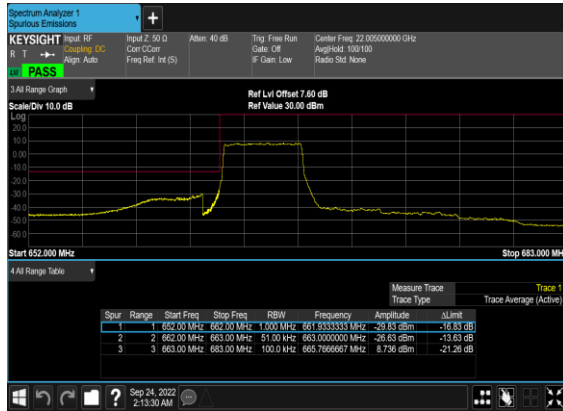 Spectrum Analyzer 1
Spurious Emissions
+
KEYSIGHT Input: RF Input Z: 50 Ω Atten: 40 dB Trig: Free Run Center Freq: 22.005000000 GHz
R T Coupling: DC Corr CCorr Gate: Off Avg|Hold: 100/100
Align: Auto Freq Ref: Int (S) IF Gain: Low Radio Std: None
PASS
3 All Range Graph
Ref Lvl Offset 7.60 dB
Scale/Div 10.0 dB Ref Value 30.00 dBm
Log
20.0
10.0
0.00
-10.0
-20.0
-30.0
-40.0
-50.0
-60.0
Start 652.000 MHz Stop 683.000 MH
4 All Range Table
Measure Trace Trace 1
Trace Type Trace Average (Active)
Spur Range Start Freq Stop Freq RBW Frequency Amplitude ΔLimit
1 1 652.00 MHz 662.00 MHz 1.000 MHz 661.9333333 MHz -29.83 dBm -16.83 dB
2 2 662.00 MHz 663.00 MHz 51.00 kHz 663.0000000 MHz -26.63 dBm -13.63 dB
3 3 663.00 MHz 683.00 MHz 100.0 kHz 665.7666667 MHz 8.736 dBm -21.26 dB
? Sep 24, 2022
2:13:30 AM